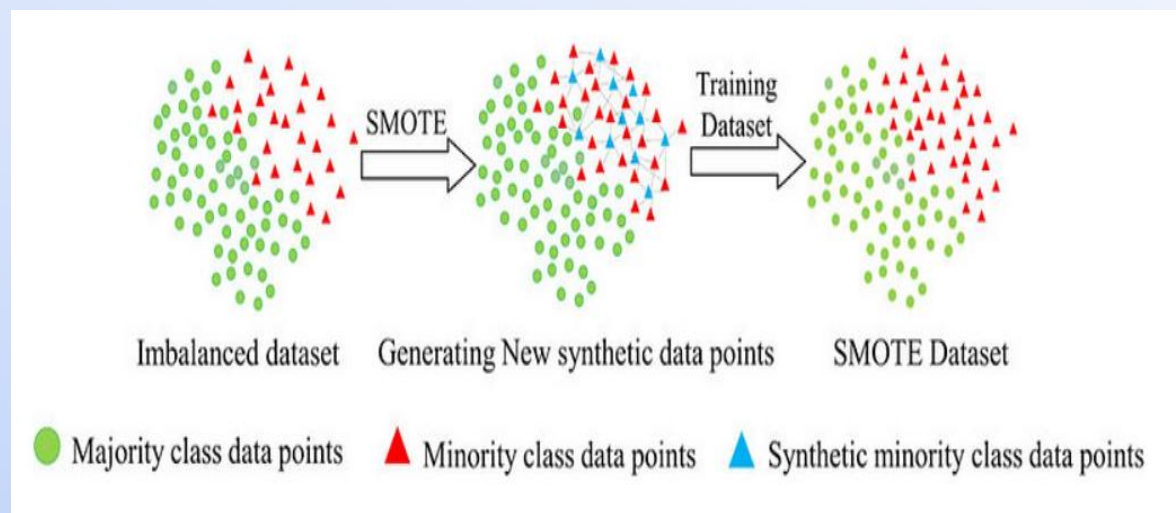 SMOTE
Training
Dataset
Imbalanced dataset
Generating New synthetic data points
SMOTE Dataset
Majority class data points
Minority class data points
Synthetic minority class data points